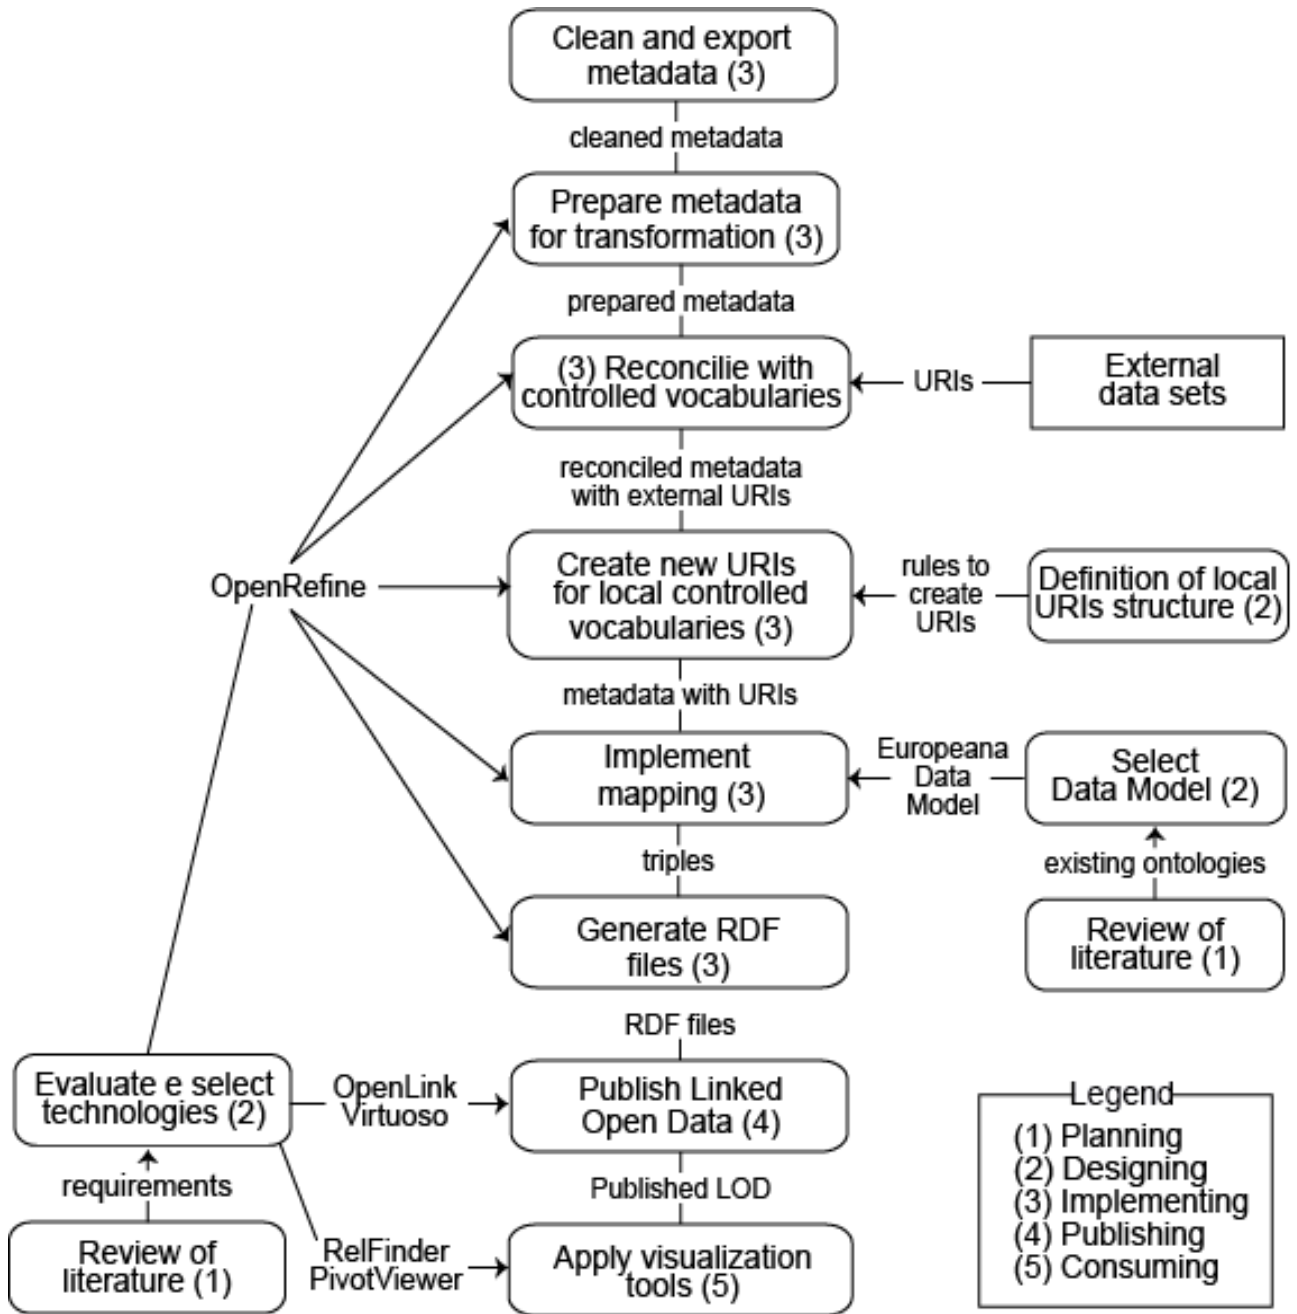 Clean and export
metadata (3)
cleaned metadata
Prepare metadata
for transformation (3)
prepared metadata
(3) Reconcilie with
controlled vocabularies
URIs
External
data sets
reconciled metadata
with external URIs
OpenRefine
Create new URIs
for local controlled
vocabularies (3)
rules to
create
URIs
Definition of local
URIs structure (2)
metadada with URIs
Implement
mapping (3)
Europeana
Data
Model
Select
Data Model (2)
triples
existing ontologies
Generate RDF
files (3)
Review of
literature (1)
RDF files
Evaluate e select
technologies (2)
OpenLink
Virtuoso
Publish Linked
Open Data (4)
requirements
Published LOD
Review of
literature (1)
RelFinder
PivotViewer
Apply visualization
tools (5)
Legend
(1) Planning
(2) Designing
(3) Implementing
(4) Publishing
(5) Consuming